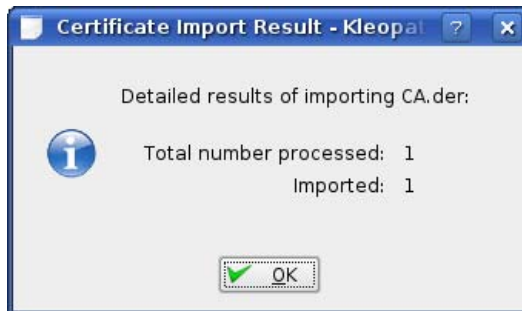 Certificate Import Result - Kleopat
Detailed results of importing CA.der:
Total number processed: 1
Imported: 1
OK